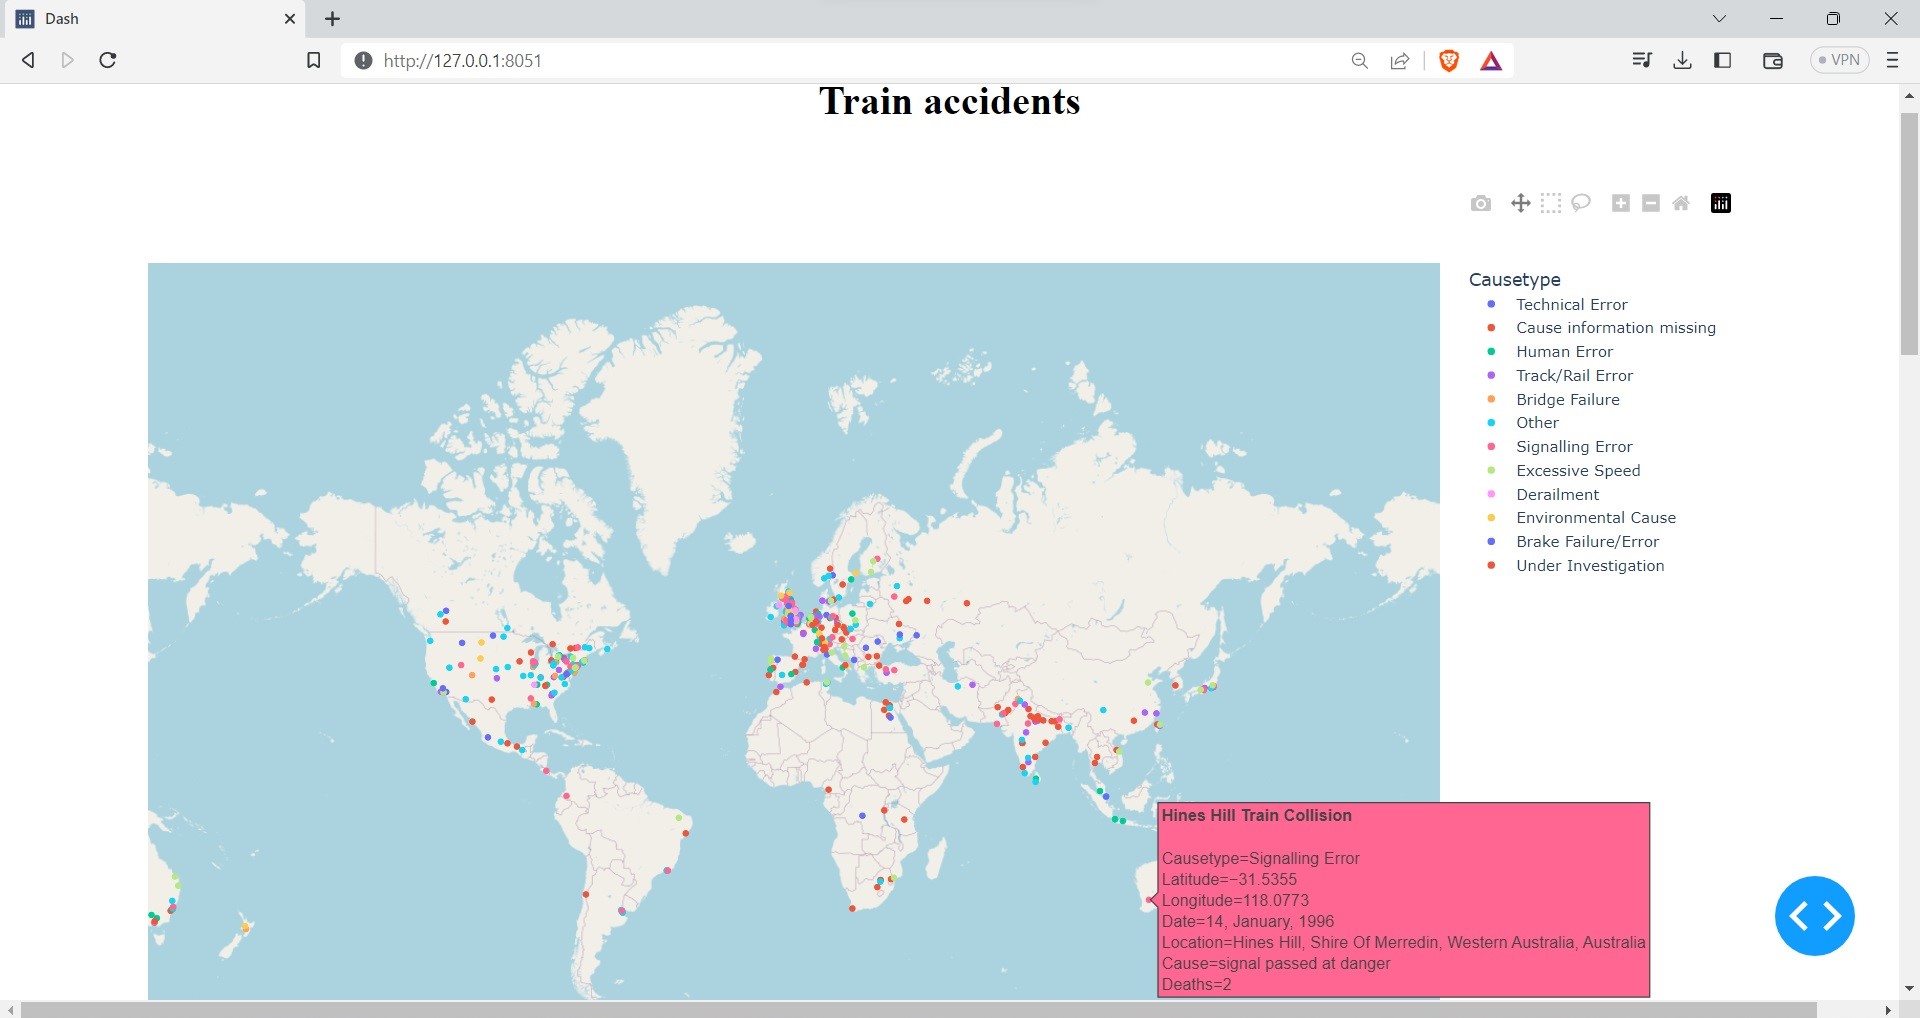 Dash
http://127.0.0.1:8051
VPN
Train accidents
Causetype
Technical Error
Cause information missing
Human Error
Track/Rail Error
Bridge Failure
Other
Signalling Error
Excessive Speed
Derailment
Environmental Cause
Brake Failure/Error
Under Investigation
Hines Hill Train Collision
Causetype=Signalling Error
Latitude=−31.5355
Longitude=118.0773
Date=14, January, 1996
Location=Hines Hill, Shire Of Merredin, Western Australia, Australia
Cause=signal passed at danger
Deaths=2